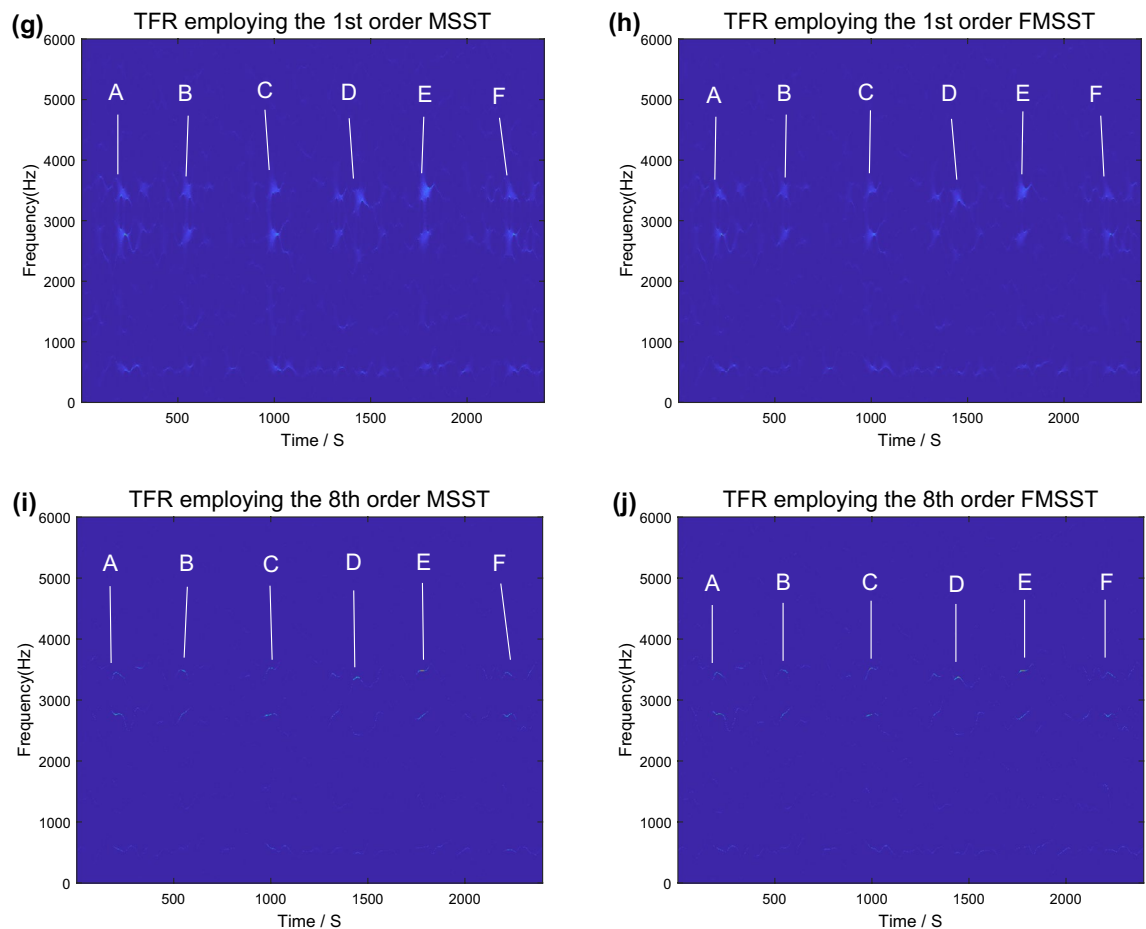 (g)
TFR employing the 1st order MSST
6000
5000
4000
3000
2000
1000
0
Frequency(Hz)
A B C D E F
500 1000 1500 2000
Time / S
(h)
TFR employing the 1st order FMSST
6000
5000
4000
3000
2000
1000
0
Frequency(Hz)
A B C D E F
500 1000 1500 2000
Time / S
(i)
TFR employing the 8th order MSST
6000
5000
4000
3000
2000
1000
0
Frequency(Hz)
A B C D E F
500 1000 1500 2000
Time / S
(j)
TFR employing the 8th order FMSST
6000
5000
4000
3000
2000
1000
0
Frequency(Hz)
A B C D E F
500 1000 1500 2000
Time / S